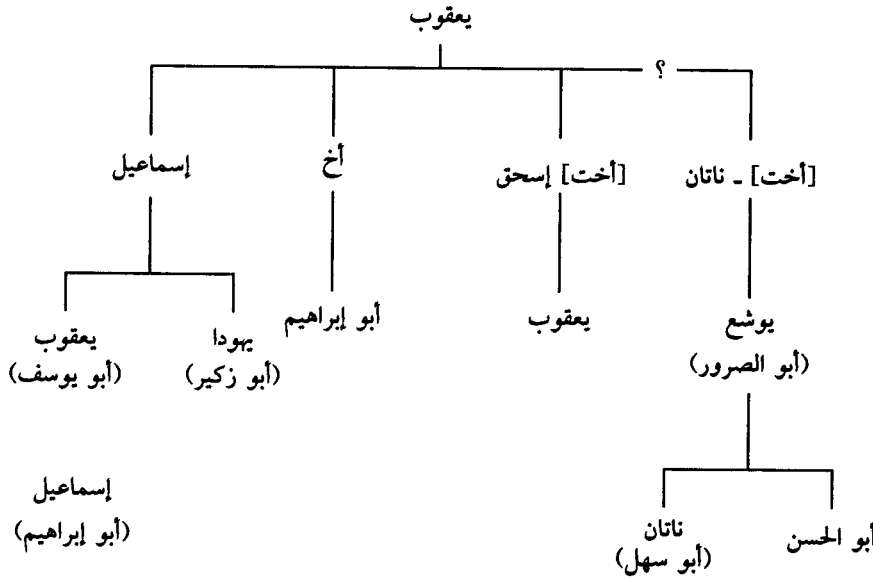 يعقوب
؟
[أخت] ـ ناتان
[أخت] إسحق
أخ
إسماعيل
يوشع
(أبو الصرور)
يعقوب
أبو إبراهيم
يهودا
(أبو زكير)
يعقوب
(أبو يوسف)
أبو الحسن
ناتان
(أبو سهل)
إسماعيل
(أبو إبراهيم)